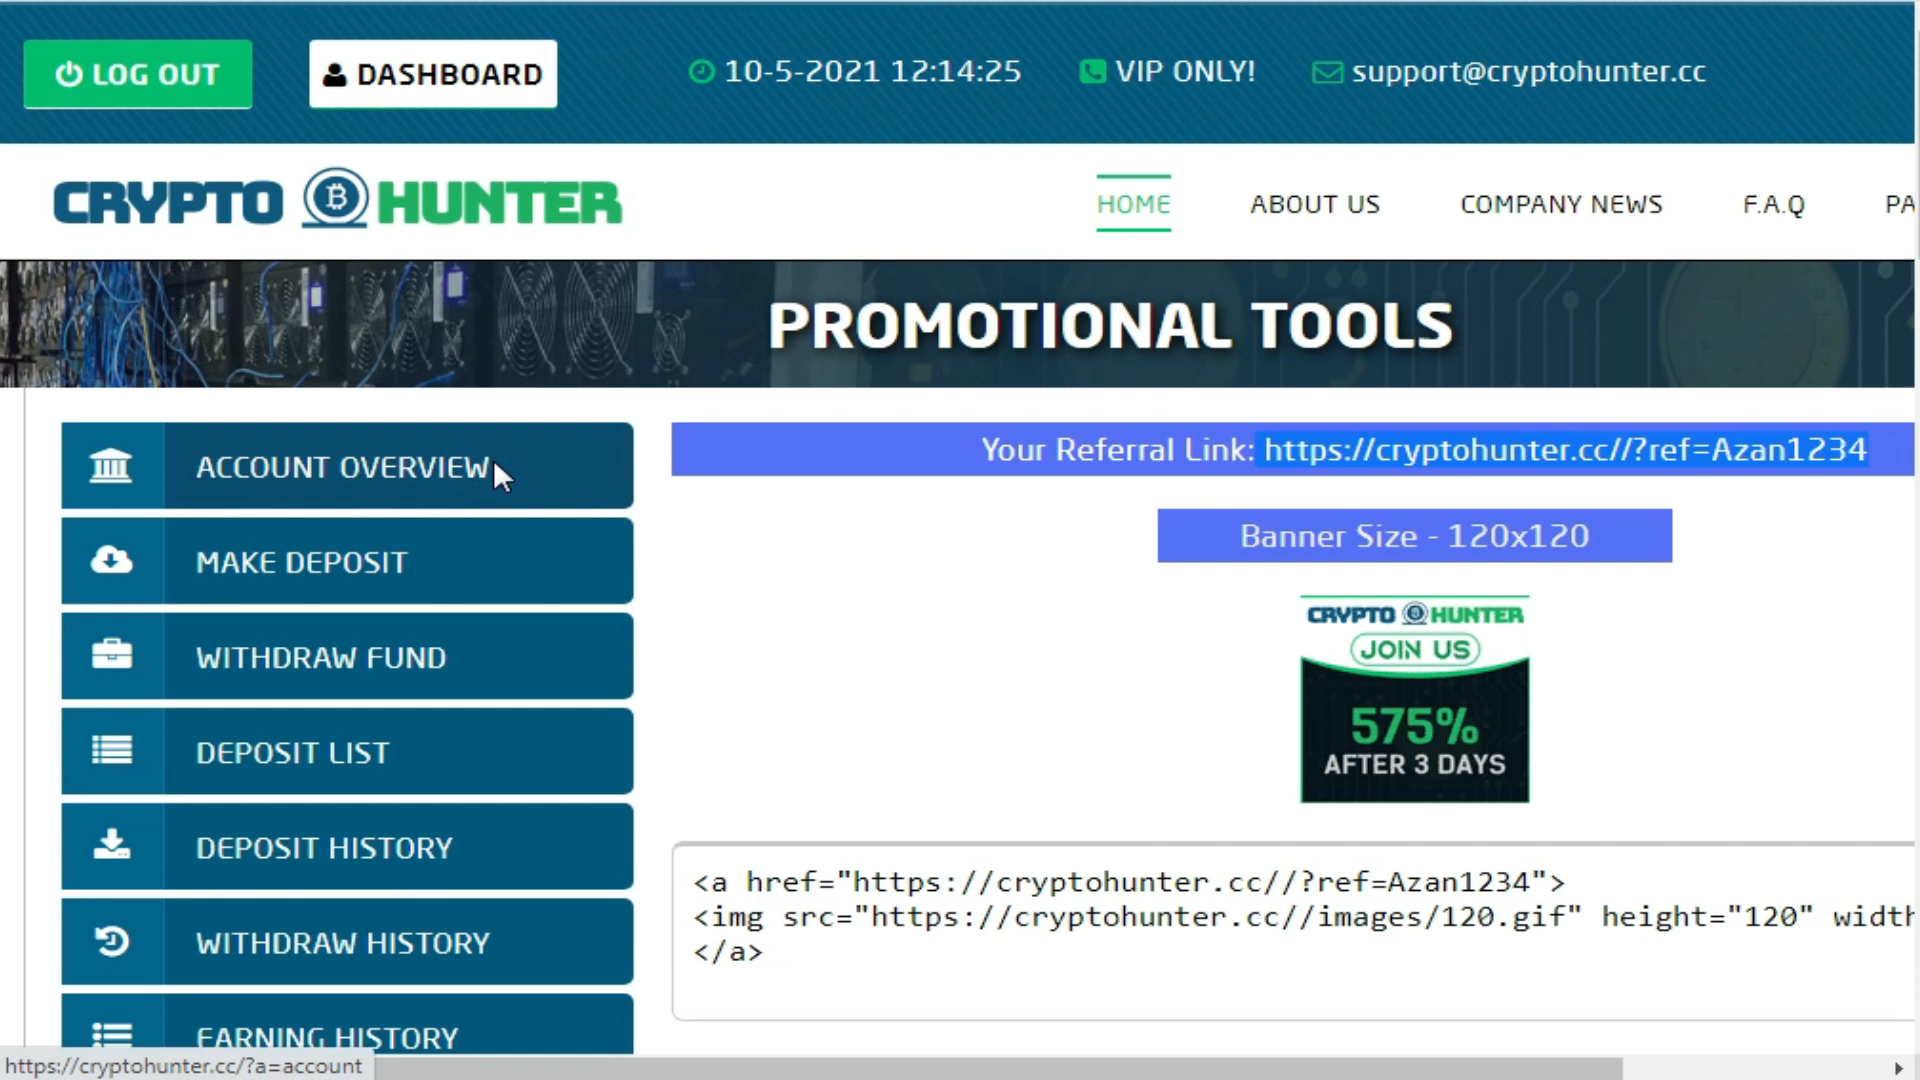 LOG OUT
DASHBOARD
10-5-2021 12:14:25
VIP ONLY!
support@cryptohunter.cc
CRYPTO HUNTER
HOME
ABOUT US
COMPANY NEWS
F.A.Q
PA
PROMOTIONAL TOOLS
ACCOUNT OVERVIEW
MAKE DEPOSIT
WITHDRAW FUND
DEPOSIT LIST
DEPOSIT HISTORY
WITHDRAW HISTORY
EARNING HISTORY
Your Referral Link: https://cryptohunter.cc//?ref=Azan1234
Banner Size - 120x120
CRYPTO HUNTER
JOIN US
575%
AFTER 3 DAYS
<a href="https://cryptohunter.cc//?ref=Azan1234">
<img src="https://cryptohunter.cc//images/120.gif" height="120" width
</a>
https://cryptohunter.cc/?a=account